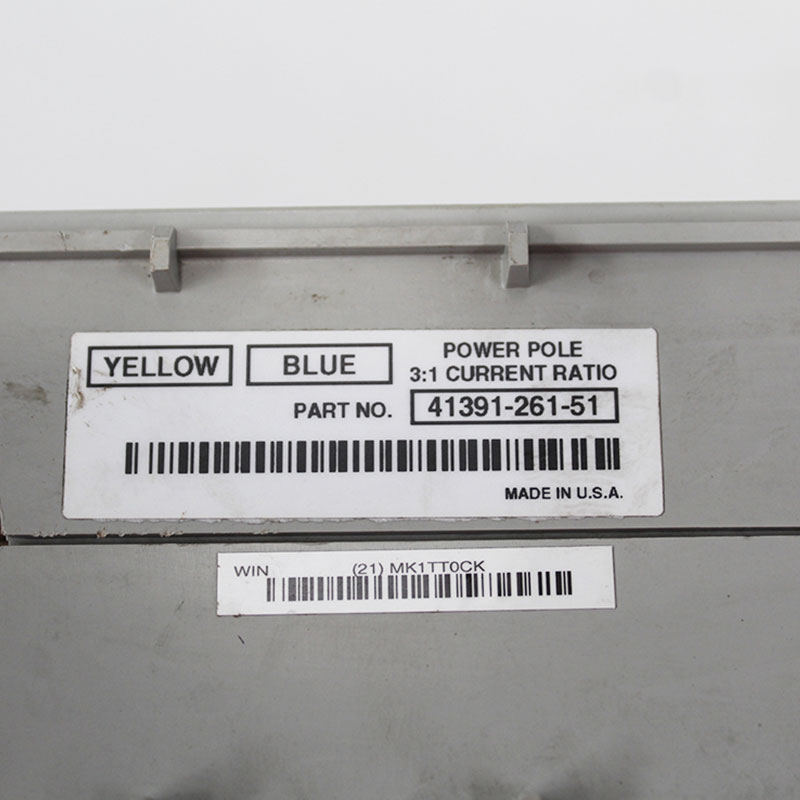 YELLOW BLUE POWER POLE
3:1 CURRENT RATIO
PART NO. 41391-261-51
MADE IN U.S.A.
WIN (21) MK1TT0CK